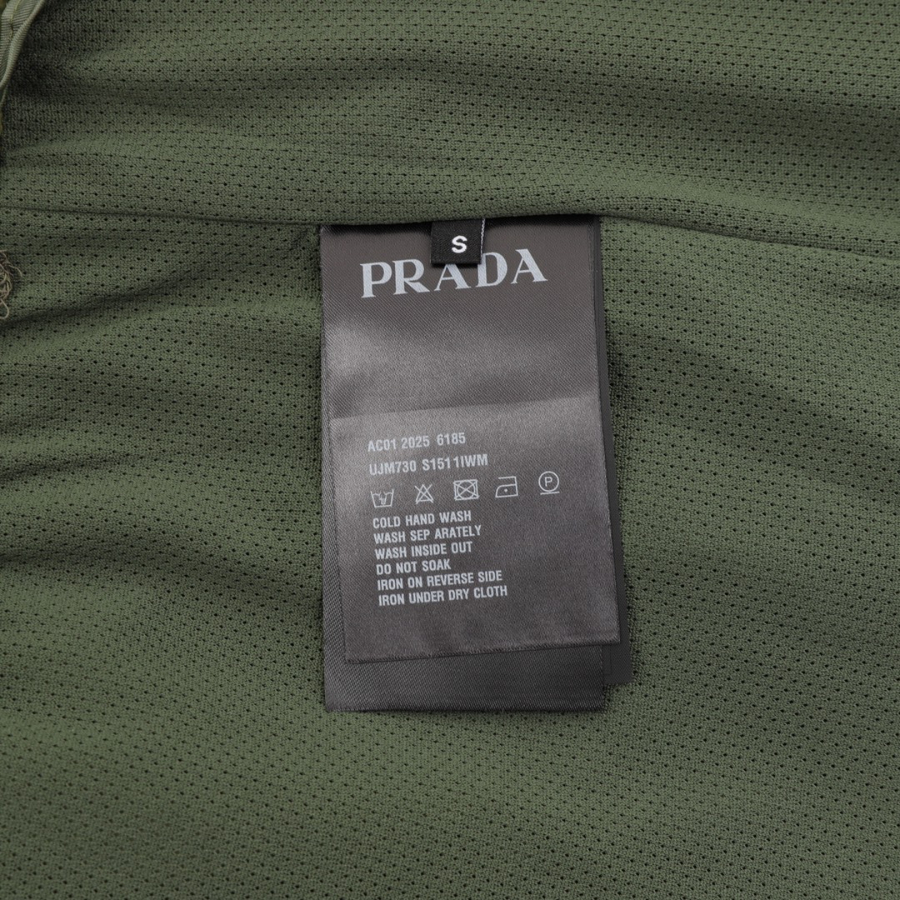 S
PRADA
AC01 2025 6185
UJM730 S1511IWM
P
COLD HAND WASH
WASH SEP ARATELY
WASH INSIDE OUT
DO NOT SOAK
IRON ON REVERSE SIDE
IRON UNDER DRY CLOTH